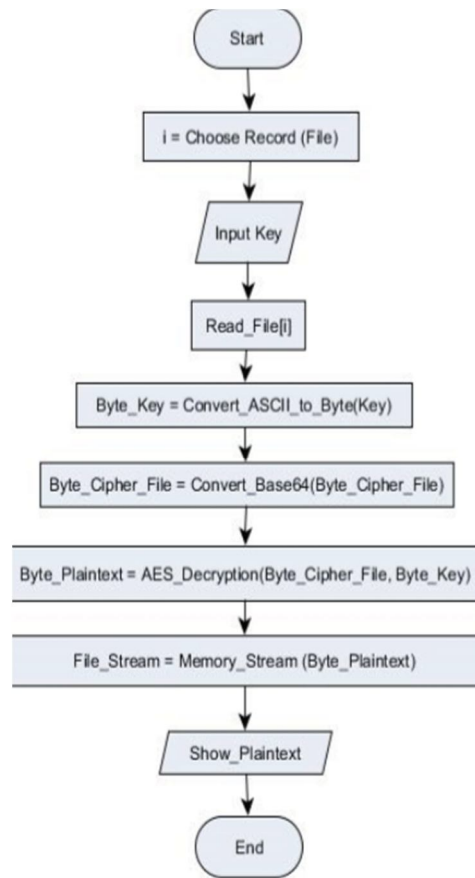 Start
i = Choose Record (File)
Input Key
Read_File[i]
Byte_Key = Convert_ASCII_to_Byte(Key)
Byte_Cipher_File = Convert_Base64(Byte_Cipher_File)
Byte_Plaintext = AES_Decryption(Byte_Cipher_File, Byte_Key)
File_Stream = Memory_Stream (Byte_Plaintext)
Show_Plaintext
End